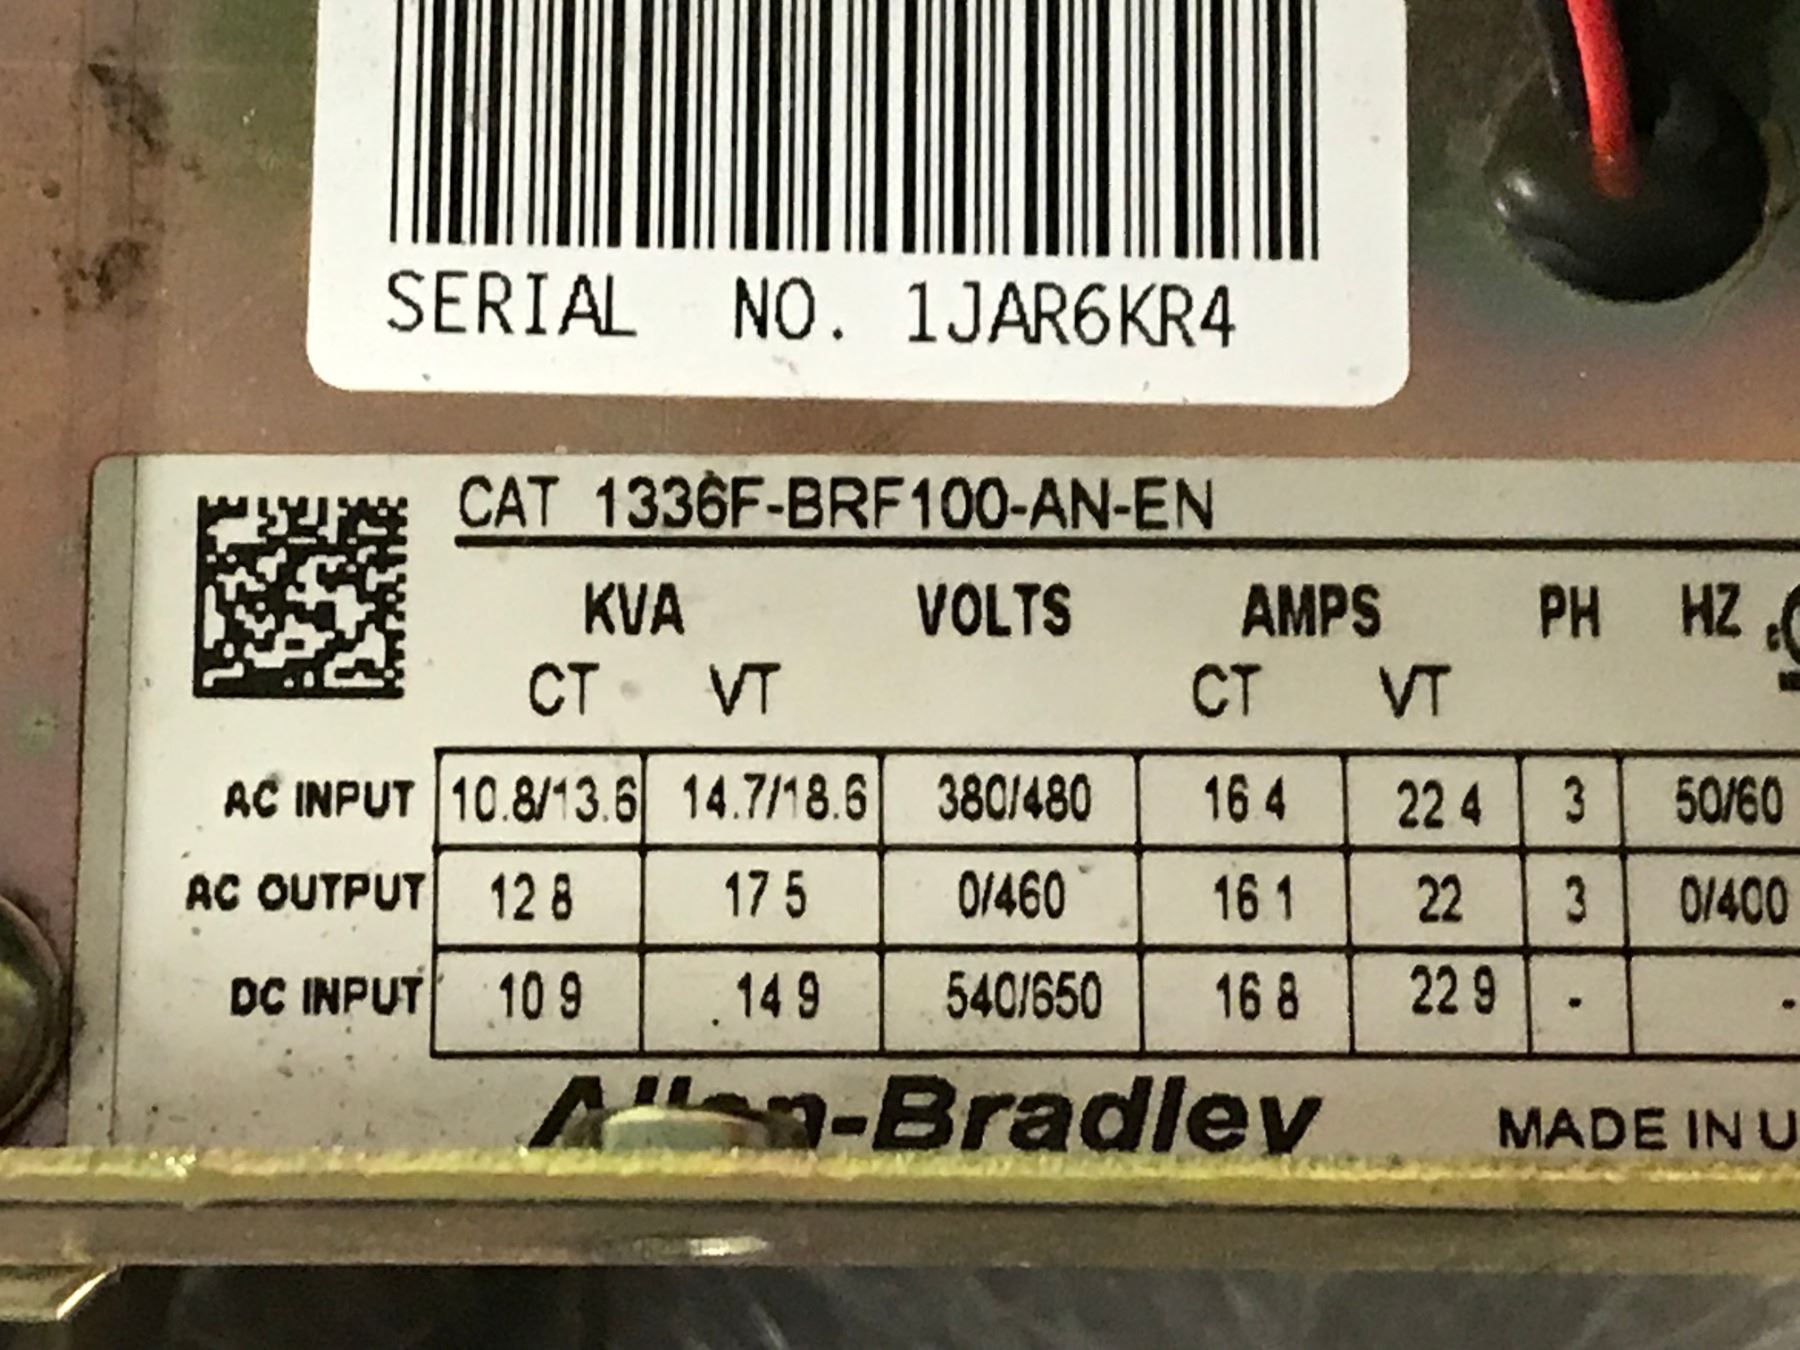 SERIAL NO. 1JAR6KR4
CAT 1336F-BRF100-AN-EN
KVA VOLTS AMPS PH HZ
CT VT CT VT
AC INPUT 10.8/13.6 14.7/18.6 380/480 16 4 22 4 3 50/60
AC OUTPUT 12 8 17 5 0/460 16 1 22 3 0/400
DC INPUT 10 9 14 9 540/650 16 8 22 9 - -
Allen-Bradley MADE IN U